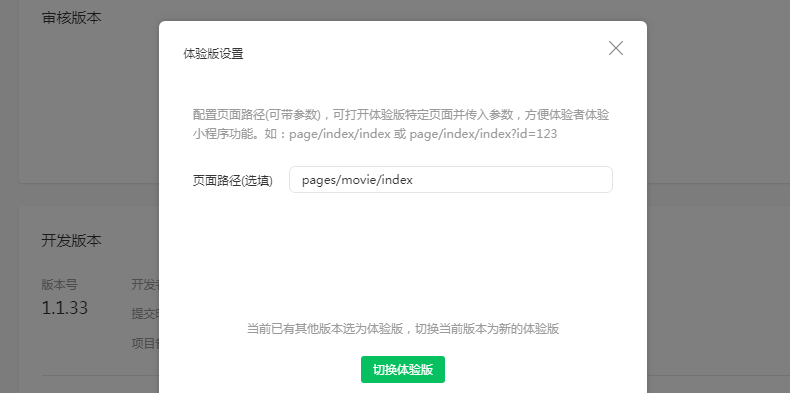 审核版本
体验版设置
配置页面路径(可带参数)，可打开体验版特定页面并传入参数，方便体验者体验
小程序功能。如：page/index/index 或 page/index/index?id=123
页面路径(选填)
pages/movie/index
开发版本
版本号
开发
1.1.33
提交
项目
当前已有其他版本选为体验版，切换当前版本为新的体验版
切换体验版